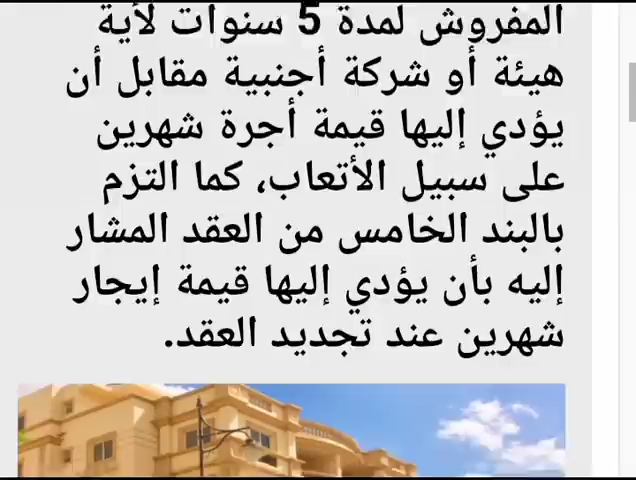 المفروش لمدة 5 سنوات لأية
هيئة أو شركة أجنبية مقابل أن
يؤدي إليها قيمة أجرة شهرين
على سبيل الأتعاب، كما التزم
بالبند الخامس من العقد المشار
إليه بأن يؤدي إليها قيمة إيجار
شهرين عند تجديد العقد.